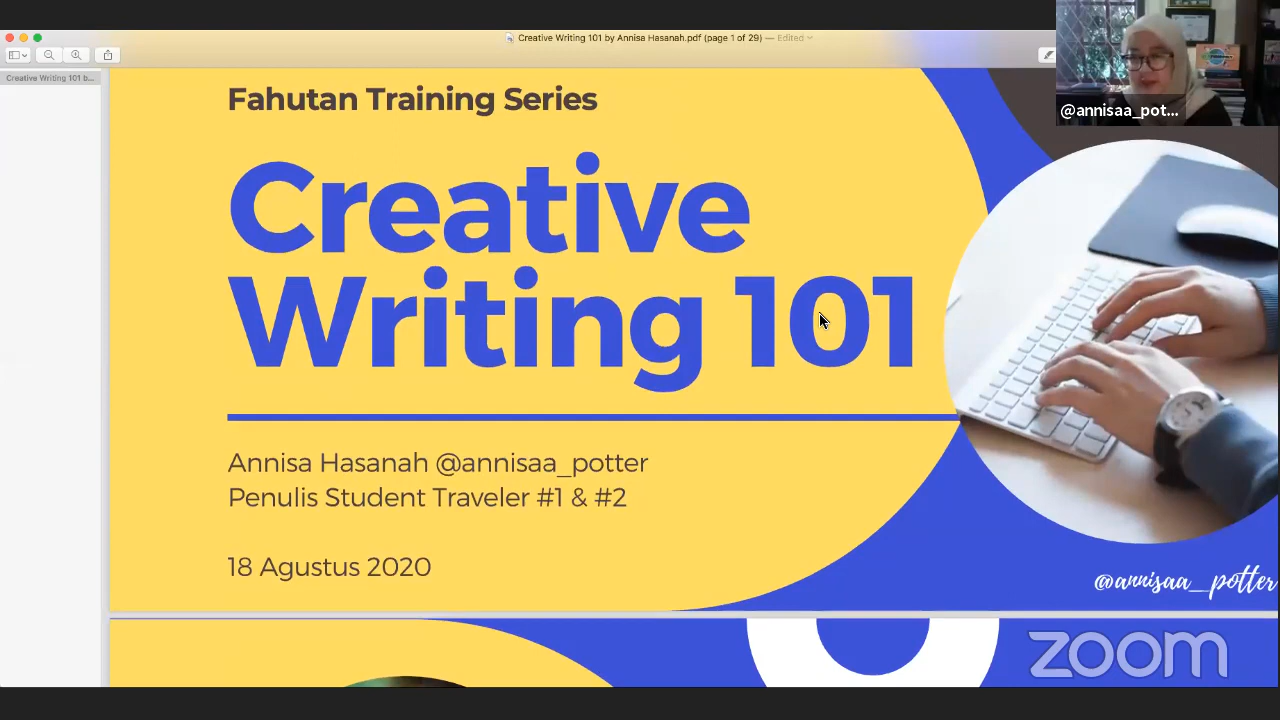 Creative Writing 101 by Annisa Hasanah.pdf (page 1 of 29) — Edited
Creative Writing 101 b...
@annisaa_pot...
Fahutan Training Series
Creative
Writing 101
Annisa Hasanah @annisaa_potter
Penulis Student Traveler #1 & #2
18 Agustus 2020
@annisaa_potter
zoom